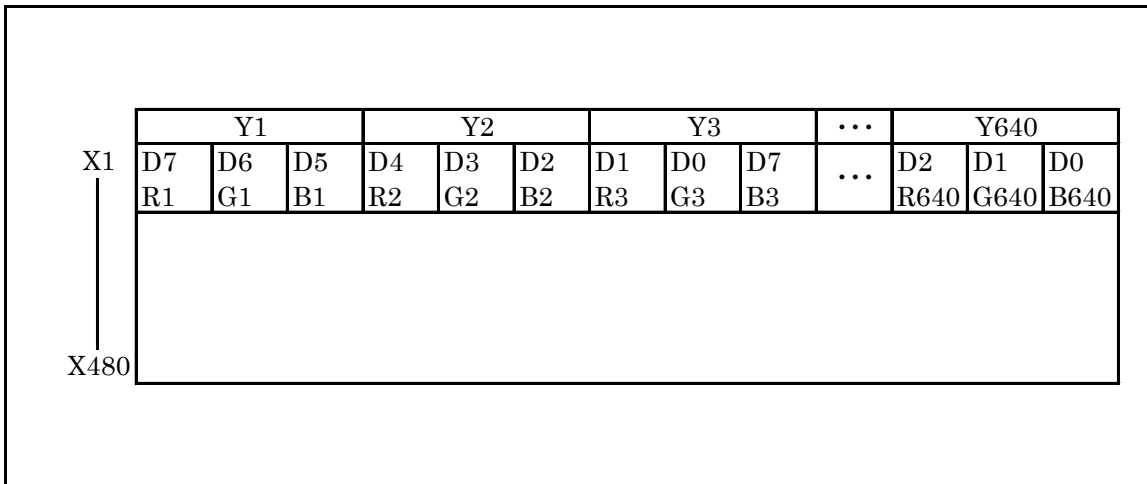 Y1 Y2 Y3 ··· Y640
X1 D7 D6 D5 D4 D3 D2 D1 D0 D7 ··· D2 D1 D0
R1 G1 B1 R2 G2 B2 R3 G3 B3 R640 G640 B640
X480